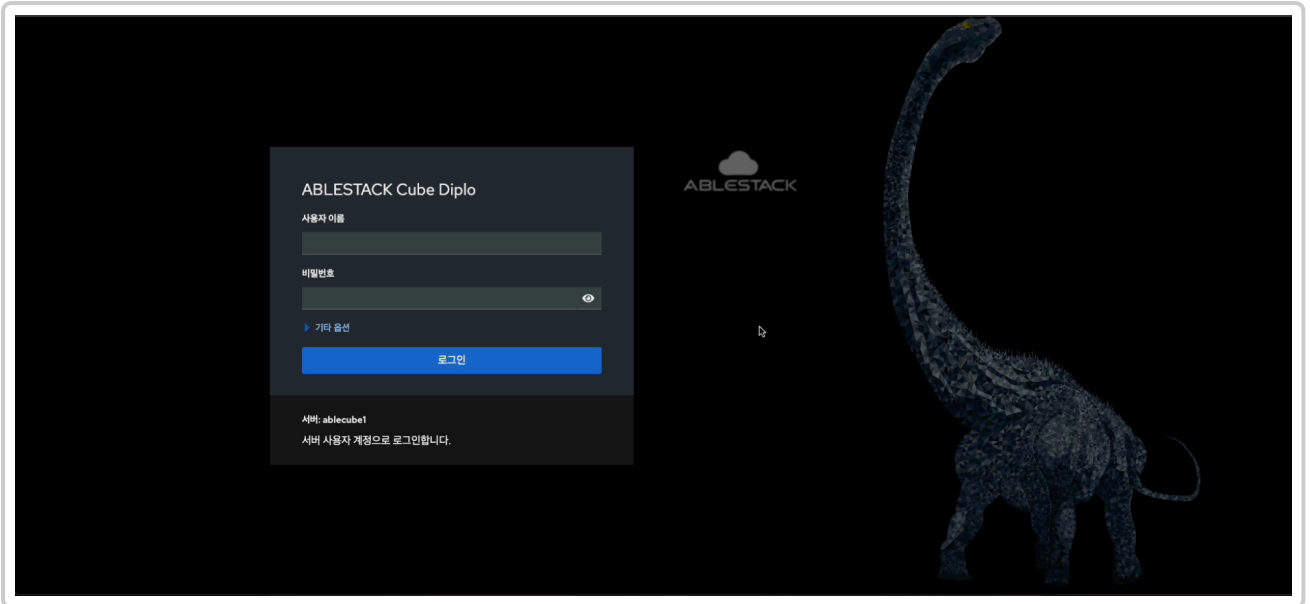 ABLESTACK Cube Diplo
사용자 이름
비밀번호
기타 옵션
로그인
서버: ablecube1
서버 사용자 계정으로 로그인합니다.
ABLESTACK